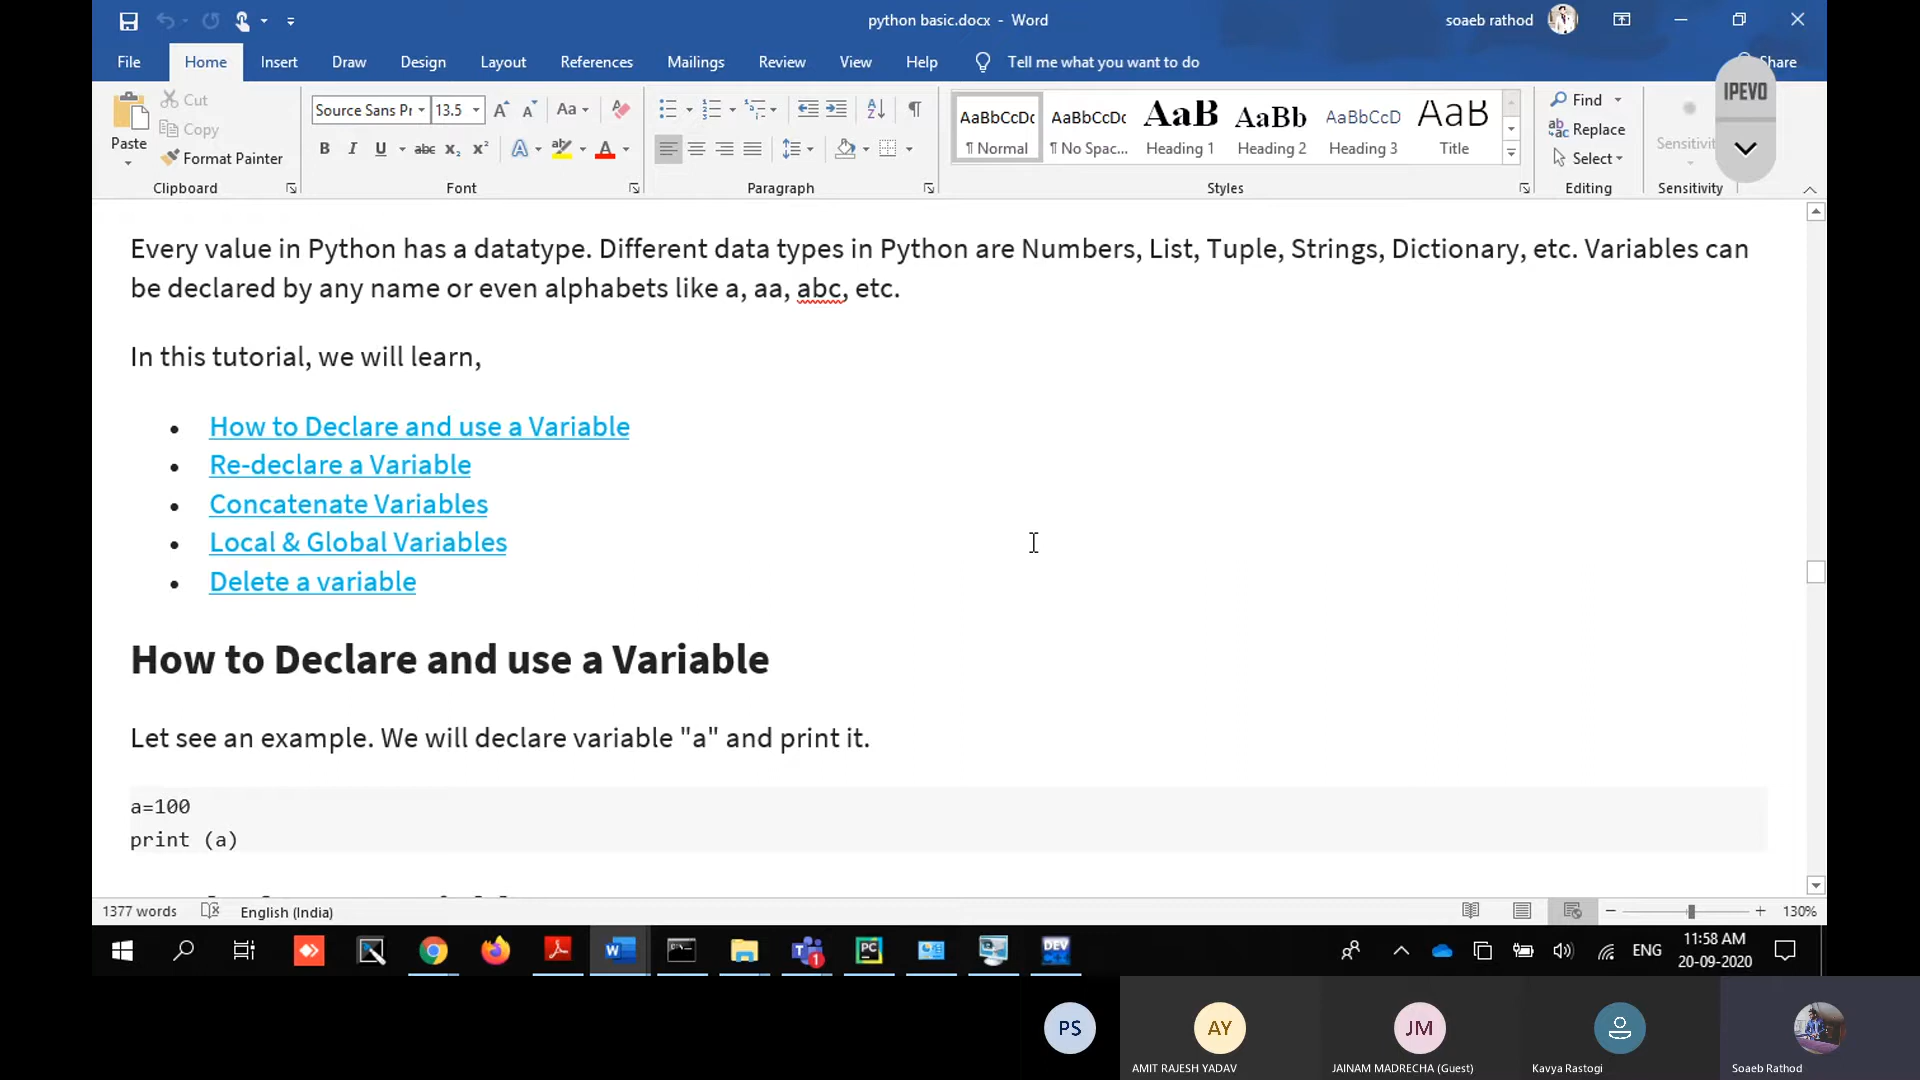 python basic.docx - Word
soaeb rathod
File Home Insert Draw Design Layout References Mailings Review View Help Tell me what you want to do Share
IPEVO
Cut
Copy
Paste
Format Painter
Clipboard
Source Sans Pr 13.5
Font
Paragraph
AaBbCcDc AaBbCcDc AaB AaBb AaBbCcD AaB
¶ Normal ¶ No Spac... Heading 1 Heading 2 Heading 3 Title
Styles
Find
Replace
Select
Editing
Sensitivit
Sensitivity
Every value in Python has a datatype. Different data types in Python are Numbers, List, Tuple, Strings, Dictionary, etc. Variables can
be declared by any name or even alphabets like a, aa, abc, etc.
In this tutorial, we will learn,
• How to Declare and use a Variable
• Re-declare a Variable
• Concatenate Variables
• Local & Global Variables
• Delete a variable
How to Declare and use a Variable
Let see an example. We will declare variable "a" and print it.
a=100
print (a)
1377 words English (India) 130%
ENG
11:58 AM
20-09-2020
PS
AY
JM
AMIT RAJESH YADAV
JAINAM MADRECHA (Guest)
Kavya Rastogi
Soaeb Rathod